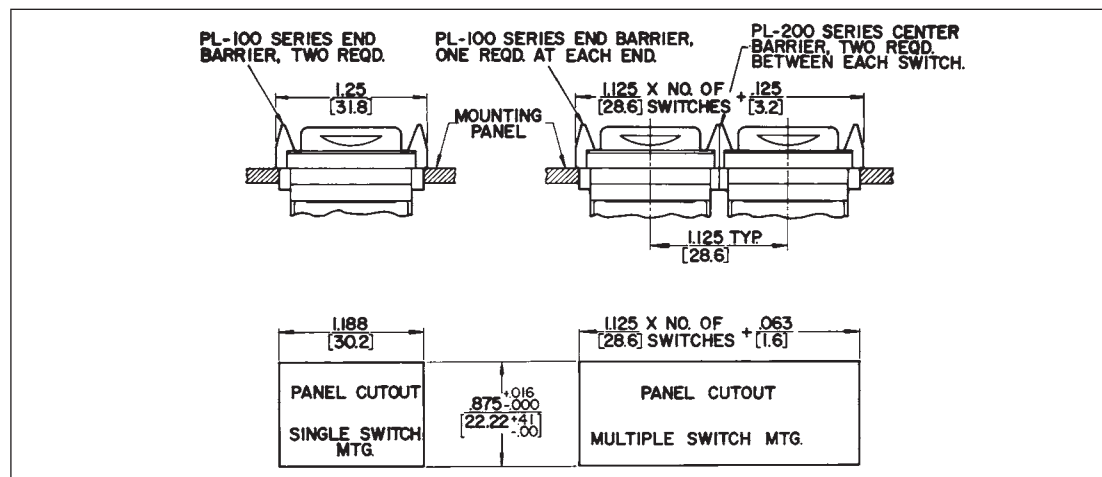 PL-100 SERIES END
BARRIER, TWO REQD.
PL-100 SERIES END BARRIER,
ONE REQD. AT EACH END.
PL-200 SERIES CENTER
BARRIER, TWO REQD.
BETWEEN EACH SWITCH.
1.25
[31.8]
MOUNTING
PANEL
1.125 X NO. OF + .125
[28.6] SWITCHES [3.2]
1.125 TYP.
[28.6]
1.188
[30.2]
1.125 X NO. OF + .063
[28.6] SWITCHES [1.6]
PANEL CUTOUT
SINGLE SWITCH
MTG.
.875 +.016 -.000
[22.22 +.41 -.00]
PANEL CUTOUT
MULTIPLE SWITCH MTG.